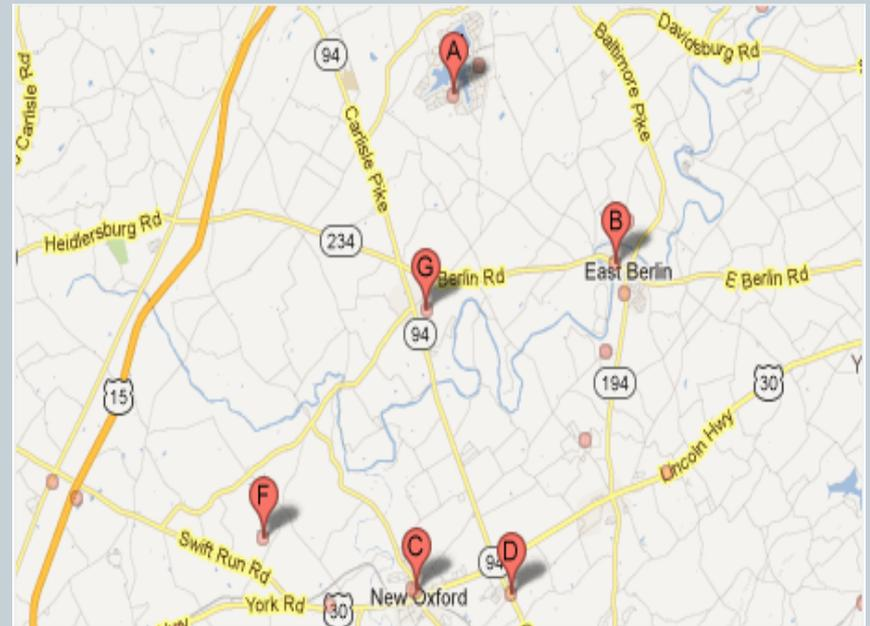 94
A
Baltimore Pike
Davidsburg Rd
Carlisle Rd
Carlisle Pike
B
Heidlersburg Rd
234
G
Berlin Rd
East Berlin
E Berlin Rd
94
15
194
30
Y
Lincoln Hwy
F
Swift Run Rd
C
D
94
New Oxford
York Rd
30